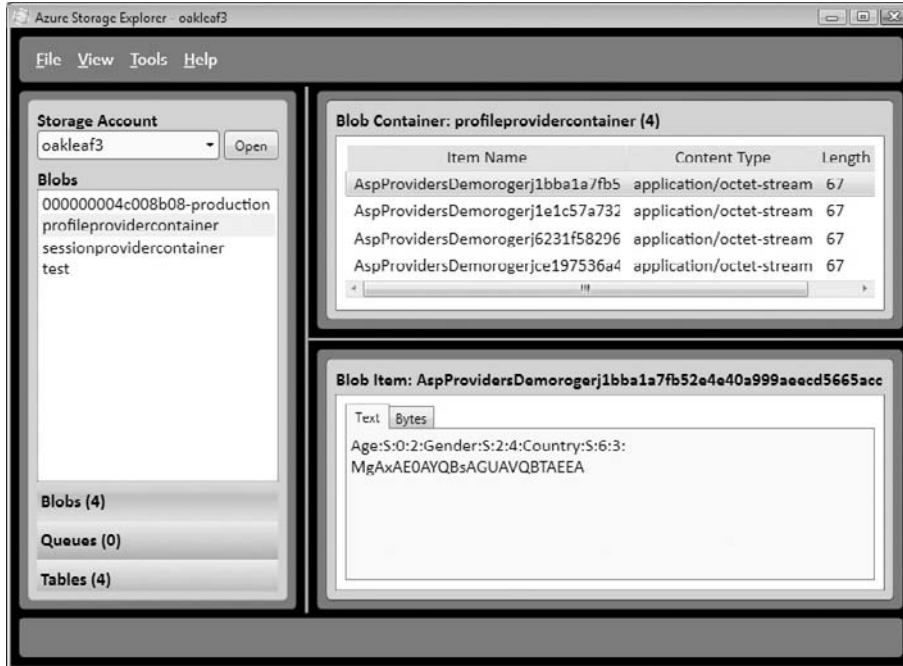 Azure Storage Explorer - oakleaf3
File View Tools Help
Storage Account
oakleaf3
Open
Blobs
000000004c008b08-production
profileprovidercontainer
sessionprovidercontainer
test
Blobs (4)
Queues (0)
Tables (4)
Blob Container: profileprovidercontainer (4)
Item Name Content Type Length
AspProvidersDemorogerj1bba1a7fb5 application/octet-stream 67
AspProvidersDemorogerj1e1c57a732 application/octet-stream 67
AspProvidersDemorogerj6231f58296 application/octet-stream 67
AspProvidersDemorogerjce197536a4 application/octet-stream 67
Blob Item: AspProvidersDemorogerj1bba1a7fb52e4e40a999aeecd5665acc
Text Bytes
Age:S:0:2:Gender:S:2:4:Country:S:6:3:
MgAxAE0AYQBsAGUAVQBTAEEA